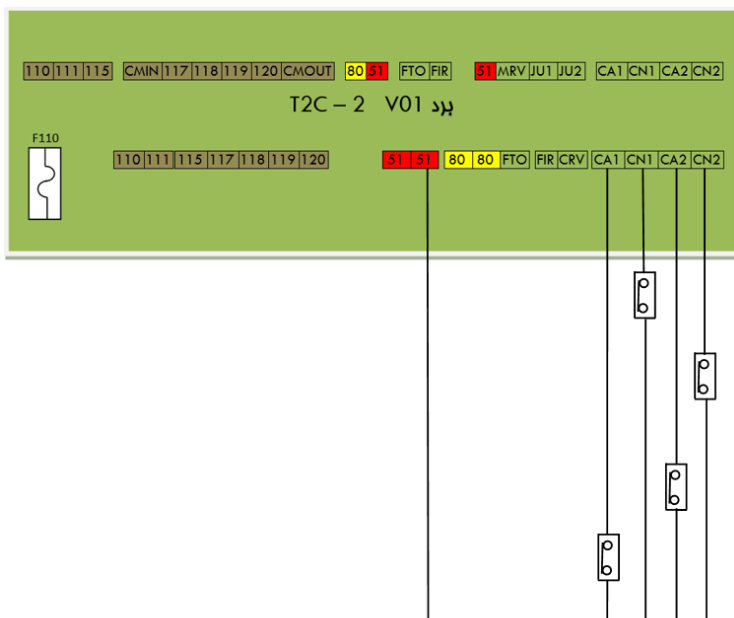 110 111 115 CMIN 117 118 119 120 CMOUT 80 51 FTO FIR 51 MRV JU1 JU2 CA1 CN1 CA2 CN2
برد T2C – 2 V01
F110
110 111 115 117 118 119 120 51 51 80 80 FTO FIR CRV CA1 CN1 CA2 CN2